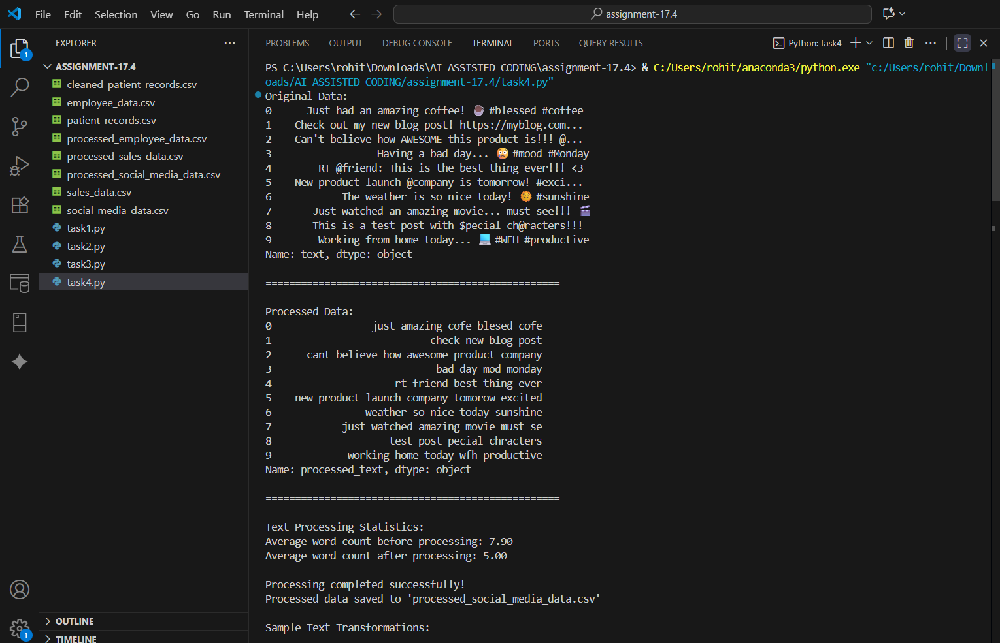 File Edit Selection View Go Run Terminal Help
assignment-17.4
EXPLORER
ASSIGNMENT-17.4
cleaned_patient_records.csv
employee_data.csv
patient_records.csv
processed_employee_data.csv
processed_sales_data.csv
processed_social_media_data.csv
sales_data.csv
social_media_data.csv
task1.py
task2.py
task3.py
task4.py
OUTLINE
TIMELINE
1
1
PROBLEMS OUTPUT DEBUG CONSOLE TERMINAL PORTS QUERY RESULTS
Python: task4
PS C:\Users\rohit\Downloads\AI ASSISTED CODING\assignment-17.4> & C:/Users/rohit/anaconda3/python.exe "c:/Users/rohit/Downl
oads/AI ASSISTED CODING/assignment-17.4/task4.py"
Original Data:
0 Just had an amazing coffee! ☕ #blessed #coffee
1 Check out my new blog post! https://myblog.com...
2 Can't believe how AWESOME this product is!!! @...
3 Having a bad day... 😢 #mood #Monday
4 RT @friend: This is the best thing ever!!! <3
5 New product launch @company is tomorrow! #exci...
6 The weather is so nice today! 🌞 #sunshine
7 Just watched an amazing movie... must see!!! 🎬
8 This is a test post with $pecial ch@racters!!!
9 Working from home today... 💻 #WFH #productive
Name: text, dtype: object
==================================================
Processed Data:
0 just amazing cofe blesed cofe
1 check new blog post
2 cant believe how awesome product company
3 bad day mod monday
4 rt friend best thing ever
5 new product launch company tomorow excited
6 weather so nice today sunshine
7 just watched amazing movie must se
8 test post pecial chracters
9 working home today wfh productive
Name: processed_text, dtype: object
==================================================
Text Processing Statistics:
Average word count before processing: 7.90
Average word count after processing: 5.00
Processing completed successfully!
Processed data saved to 'processed_social_media_data.csv'
Sample Text Transformations: